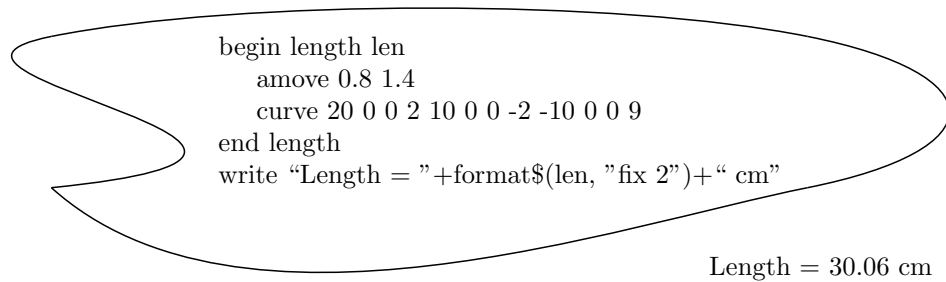 begin length len
amove 0.8 1.4
curve 20 0 0 2 10 0 0 -2 -10 0 0 9
end length
write “Length = ”+format$(len, ”fix 2”)+“ cm”
Length = 30.06 cm